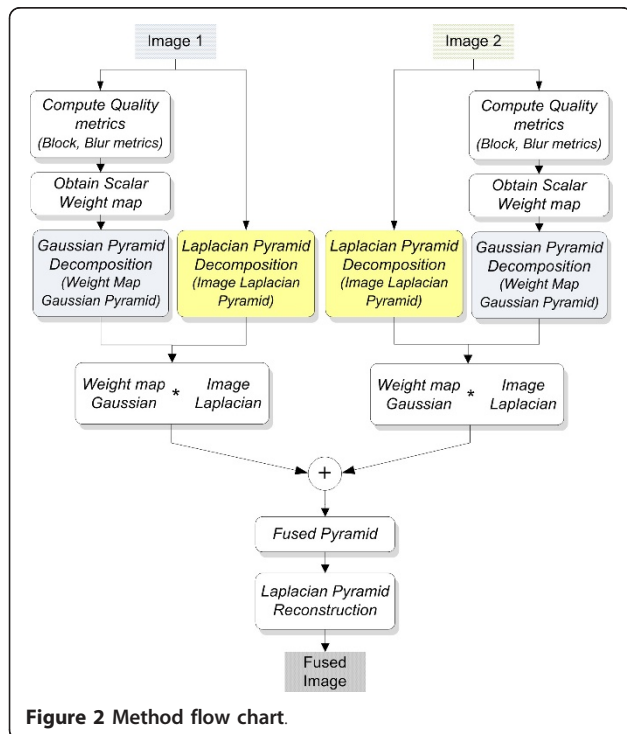 Image 1
Image 2
Compute Quality
metrics
(Block, Blur metrics)
Obtain Scalar
Weight map
Gaussian Pyramid
Decomposition
(Weight Map
Gaussian Pyramid)
Laplacian Pyramid
Decomposition
(Image Laplacian
Pyramid)
Compute Quality
metrics
(Block, Blur metrics)
Obtain Scalar
Weight map
Laplacian Pyramid
Decomposition
(Image Laplacian
Pyramid)
Gaussian Pyramid
Decomposition
(Weight Map
Gaussian Pyramid)
Weight map * Image
Gaussian Laplacian
Weight map * Image
Gaussian Laplacian
+
Fused Pyramid
Laplacian Pyramid
Reconstruction
Fused
Image
Figure 2 Method flow chart.